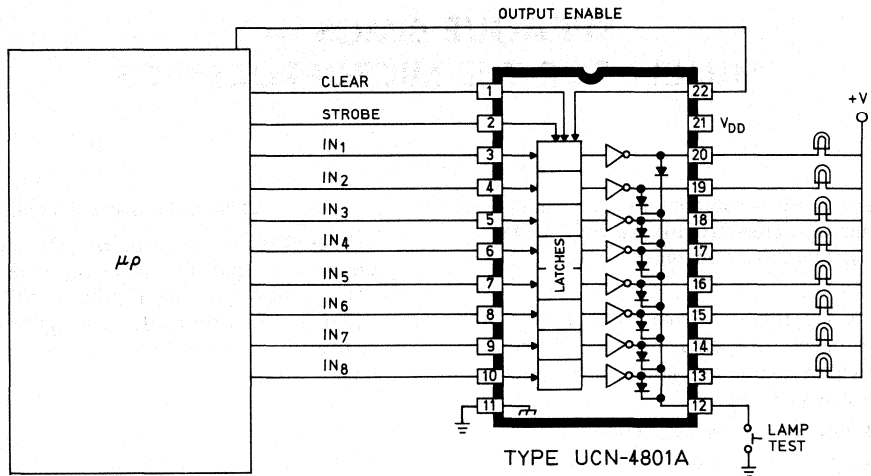 OUTPUT ENABLE
CLEAR
STROBE
IN1
IN2
IN3
IN4
IN5
IN6
IN7
IN8
μp
1
2
3
4
5
6
7
8
9
10
11
LATCHES
22
21
VDD
20
19
18
17
16
15
14
13
12
+V
LAMP
TEST
TYPE UCN-4801A